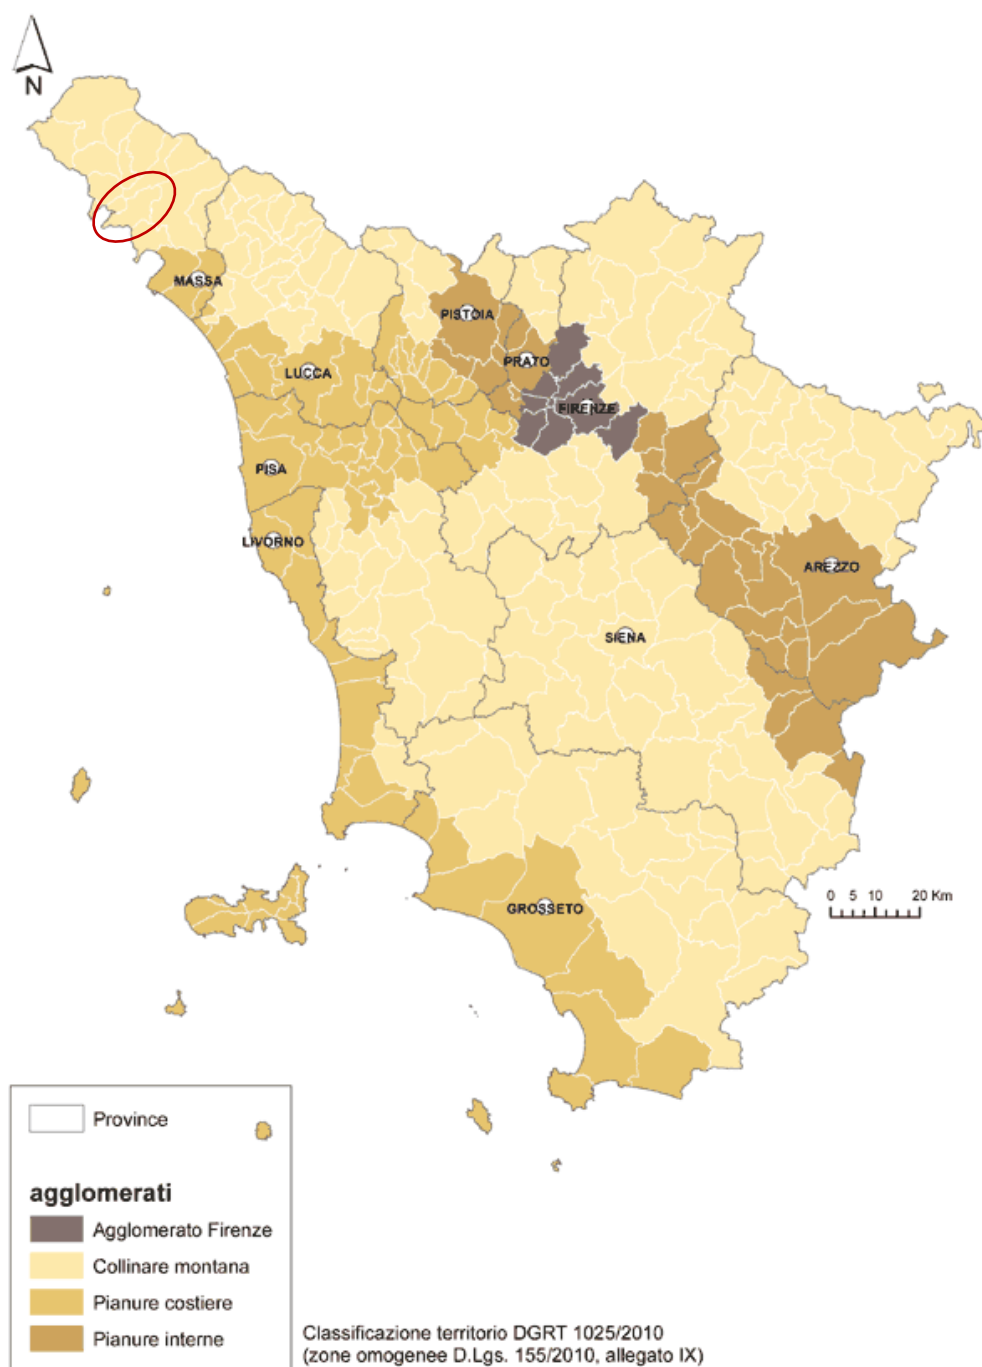 N
MASSA
PISTOIA
PRATO
LUCCA
FIRENZE
PISA
LIVORNO
AREZZO
SIENA
GROSSETO
0 5 10 20 Km
Province
agglomerati
Agglomerato Firenze
Collinare montana
Pianure costiere
Pianure interne
Classificazione territorio DGRT 1025/2010
(zone omogenee D.Lgs. 155/2010, allegato IX)